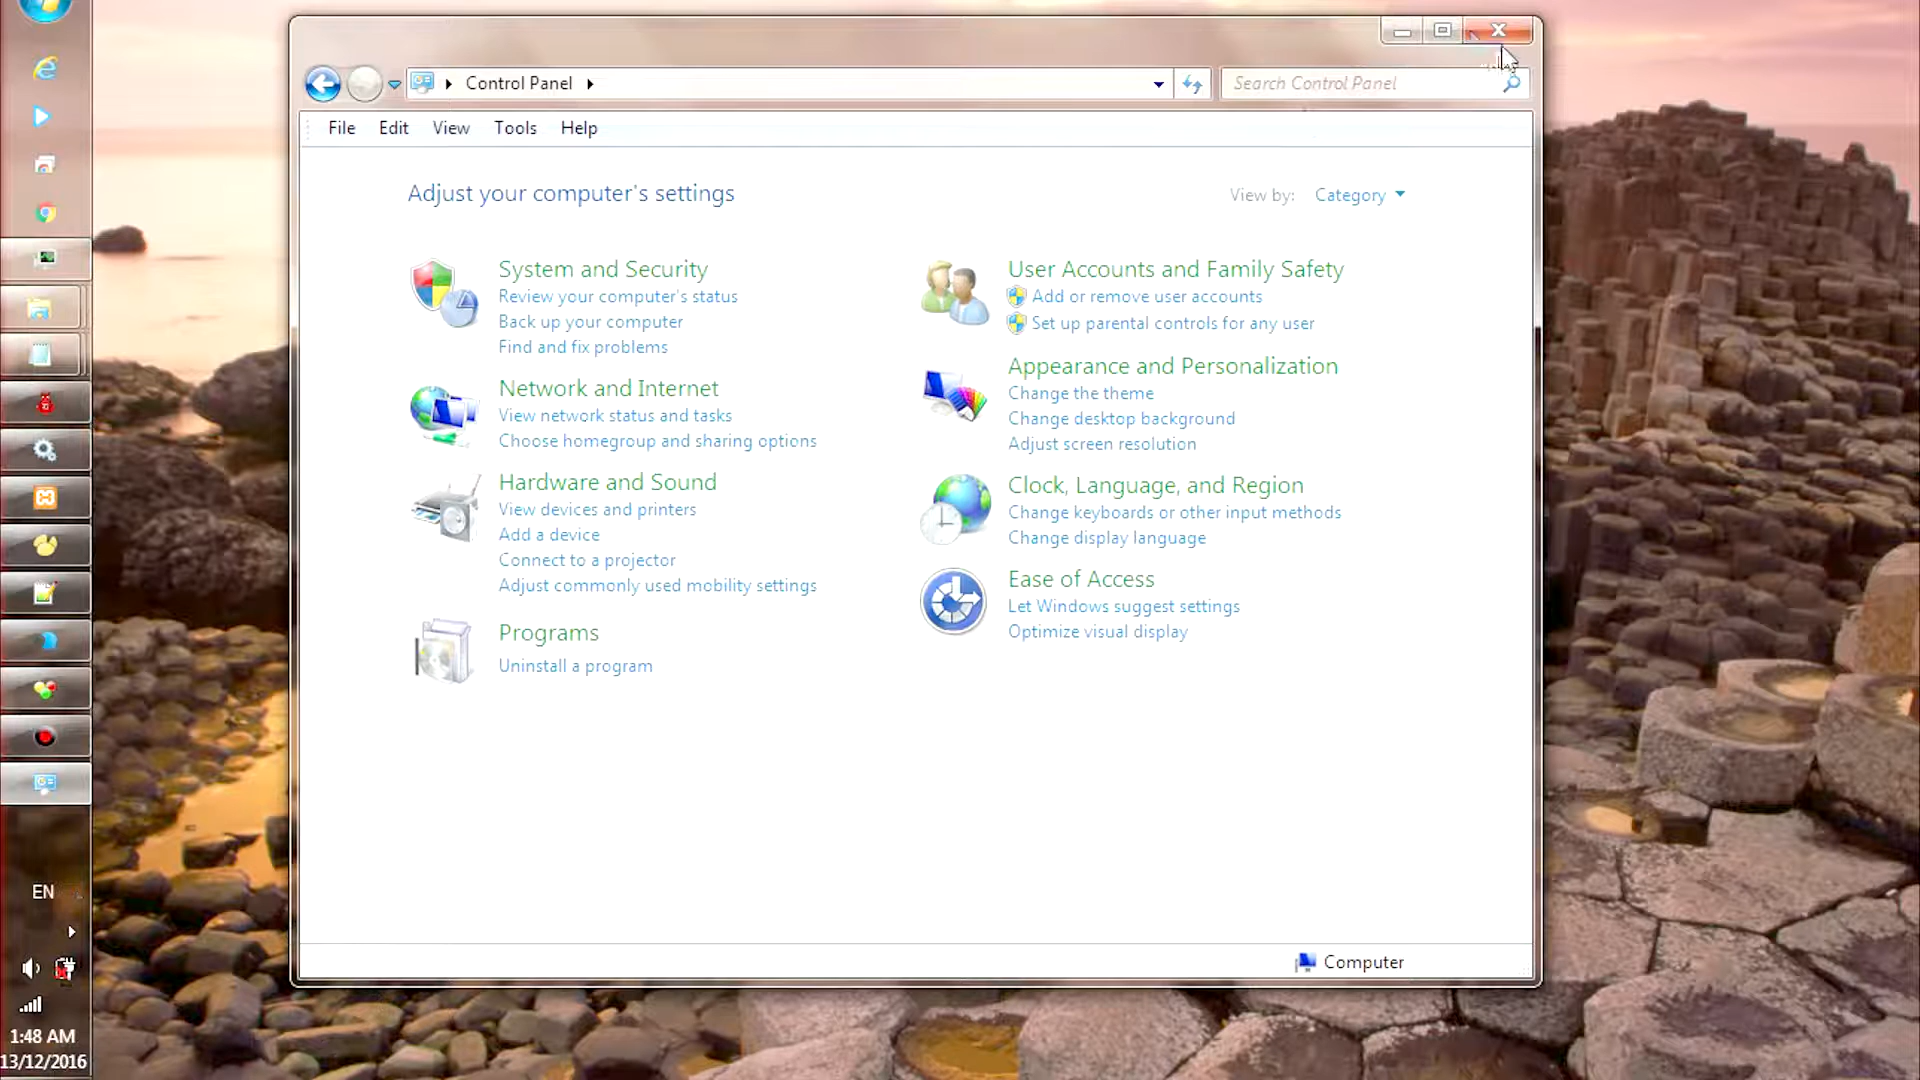 Control Panel
Search Control Panel
File Edit View Tools Help
Adjust your computer's settings
View by: Category
System and Security
Review your computer's status
Back up your computer
Find and fix problems
Network and Internet
View network status and tasks
Choose homegroup and sharing options
Hardware and Sound
View devices and printers
Add a device
Connect to a projector
Adjust commonly used mobility settings
Programs
Uninstall a program
User Accounts and Family Safety
Add or remove user accounts
Set up parental controls for any user
Appearance and Personalization
Change the theme
Change desktop background
Adjust screen resolution
Clock, Language, and Region
Change keyboards or other input methods
Change display language
Ease of Access
Let Windows suggest settings
Optimize visual display
Computer
EN
1:48 AM
13/12/2016